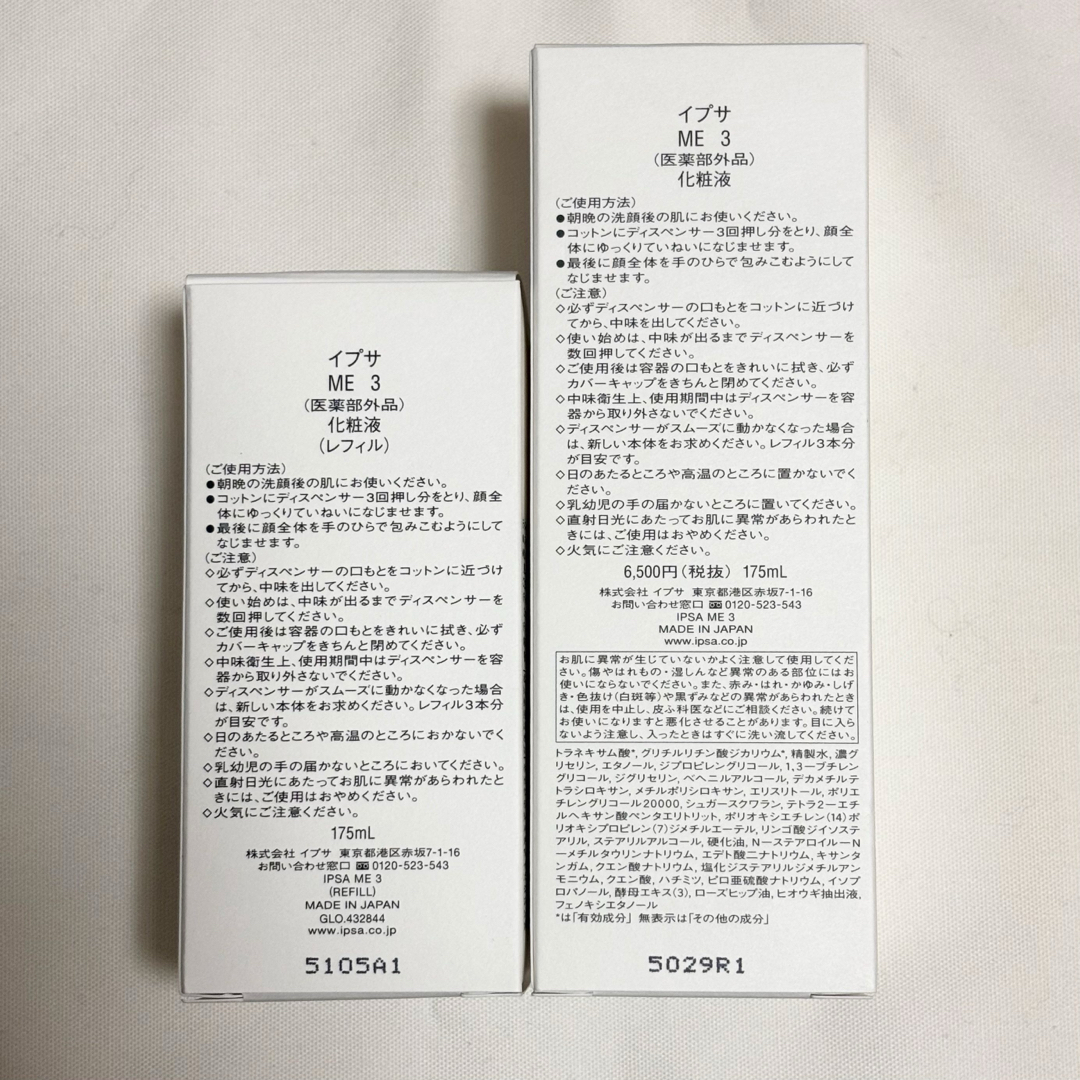 イプサ
ME 3
(医薬部外品)
化粧液
(レフィル)
(ご使用方法)
●朝晩の洗顔後の肌にお使いください。
●コットンにディスペンサー3回押し分をとり、顔全
体にゆっくりていねいになじませます。
●最後に顔全体を手のひらで包みこむようにして
なじませます。
(ご注意)
◇必ずディスペンサーの口もとをコットンに近づけ
てから、中味を出してください。
◇使い始めは、中味が出るまでディスペンサーを
数回押してください。
◇ご使用後は容器の口もとをきれいに拭き、必ず
カバーキャップをきちんと閉めてください。
◇中味衛生上、使用期間中はディスペンサーを容
器から取り外さないでください。
◇ディスペンサーがスムーズに動かなくなった場合
は、新しい本体をお求めください。レフィル3本分
が目安です。
◇日のあたるところや高温のところにおかないでく
ださい。
◇乳幼児の手の届かないところにおいてください。
◇直射日光にあたってお肌に異常があらわれたと
きには、ご使用はおやめください。
◇火気にご注意ください。
175mL
株式会社 イプサ 東京都港区赤坂7-1-16
お問い合わせ窓口 0120-523-543
IPSA ME 3
(REFILL)
MADE IN JAPAN
GLO.432844
www.ipsa.co.jp
5105A1
イプサ
ME 3
(医薬部外品)
化粧液
(ご使用方法)
●朝晩の洗顔後の肌にお使いください。
●コットンにディスペンサー3回押し分をとり、顔全
体にゆっくりていねいになじませます。
●最後に顔全体を手のひらで包みこむようにして
なじませます。
(ご注意)
◇必ずディスペンサーの口もとをコットンに近づけ
てから、中味を出してください。
◇使い始めは、中味が出るまでディスペンサーを
数回押してください。
◇ご使用後は容器の口もとをきれいに拭き、必ず
カバーキャップをきちんと閉めてください。
◇中味衛生上、使用期間中はディスペンサーを容
器から取り外さないでください。
◇ディスペンサーがスムーズに動かなくなった場合
は、新しい本体をお求めください。レフィル3本分
が目安です。
◇日のあたるところや高温のところに置かないでく
ださい。
◇乳幼児の手の届かないところに置いてください。
◇直射日光にあたってお肌に異常があらわれたと
きには、ご使用はおやめください。
◇火気にご注意ください。
6,500円(税抜) 175mL
株式会社 イプサ 東京都港区赤坂7-1-16
お問い合わせ窓口 0120-523-543
IPSA ME 3
MADE IN JAPAN
www.ipsa.co.jp
お肌に異常が生じていないかよく注意して使用してくだ
さい。傷やはれもの・湿しんなど異常のある部位にはお
使いにならないでください。また、赤み・はれ・かゆみ・しげ
き・色抜け(白斑等)や黒ずみなどの異常があらわれたとき
は、使用を中止し、皮ふ科医などにご相談ください。続けて
お使いになりますと悪化させることがあります。目に入ら
ないよう注意し、入ったときはすぐに洗い流してください。
トラネキサム酸*,グリチルリチン酸ジカリウム*,精製水,濃グ
リセリン,エタノール,ジプロピレングリコール,1,3ーブチレン
グリコール,ジグリセリン,ベヘニルアルコール,デカメチルテ
トラシロキサン,メチルポリシロキサン,エリスリトール,ポリエ
チレングリコール20000,シュガースクワラン,テトラ2ーエチ
ルヘキサン酸ペンタエリトリット,ポリオキシエチレン(14)ポ
リオキシプロピレン(7)ジメチルエーテル,リンゴ酸ジイソステ
アリル,ステアリルアルコール,硬化油,NーステアロイルーN
ーメチルタウリンナトリウム,エデト酸二ナトリウム,キサンタ
ンガム,クエン酸ナトリウム,塩化ジステアリルジメチルアン
モニウム,クエン酸,ハチミツ,ピロ亜硫酸ナトリウム,イソプ
ロパノール,酵母エキス(3),ローズヒップ油,ヒオウギ抽出液,
フェノキシエタノール
*は「有効成分」無表示は「その他の成分」
5029R1